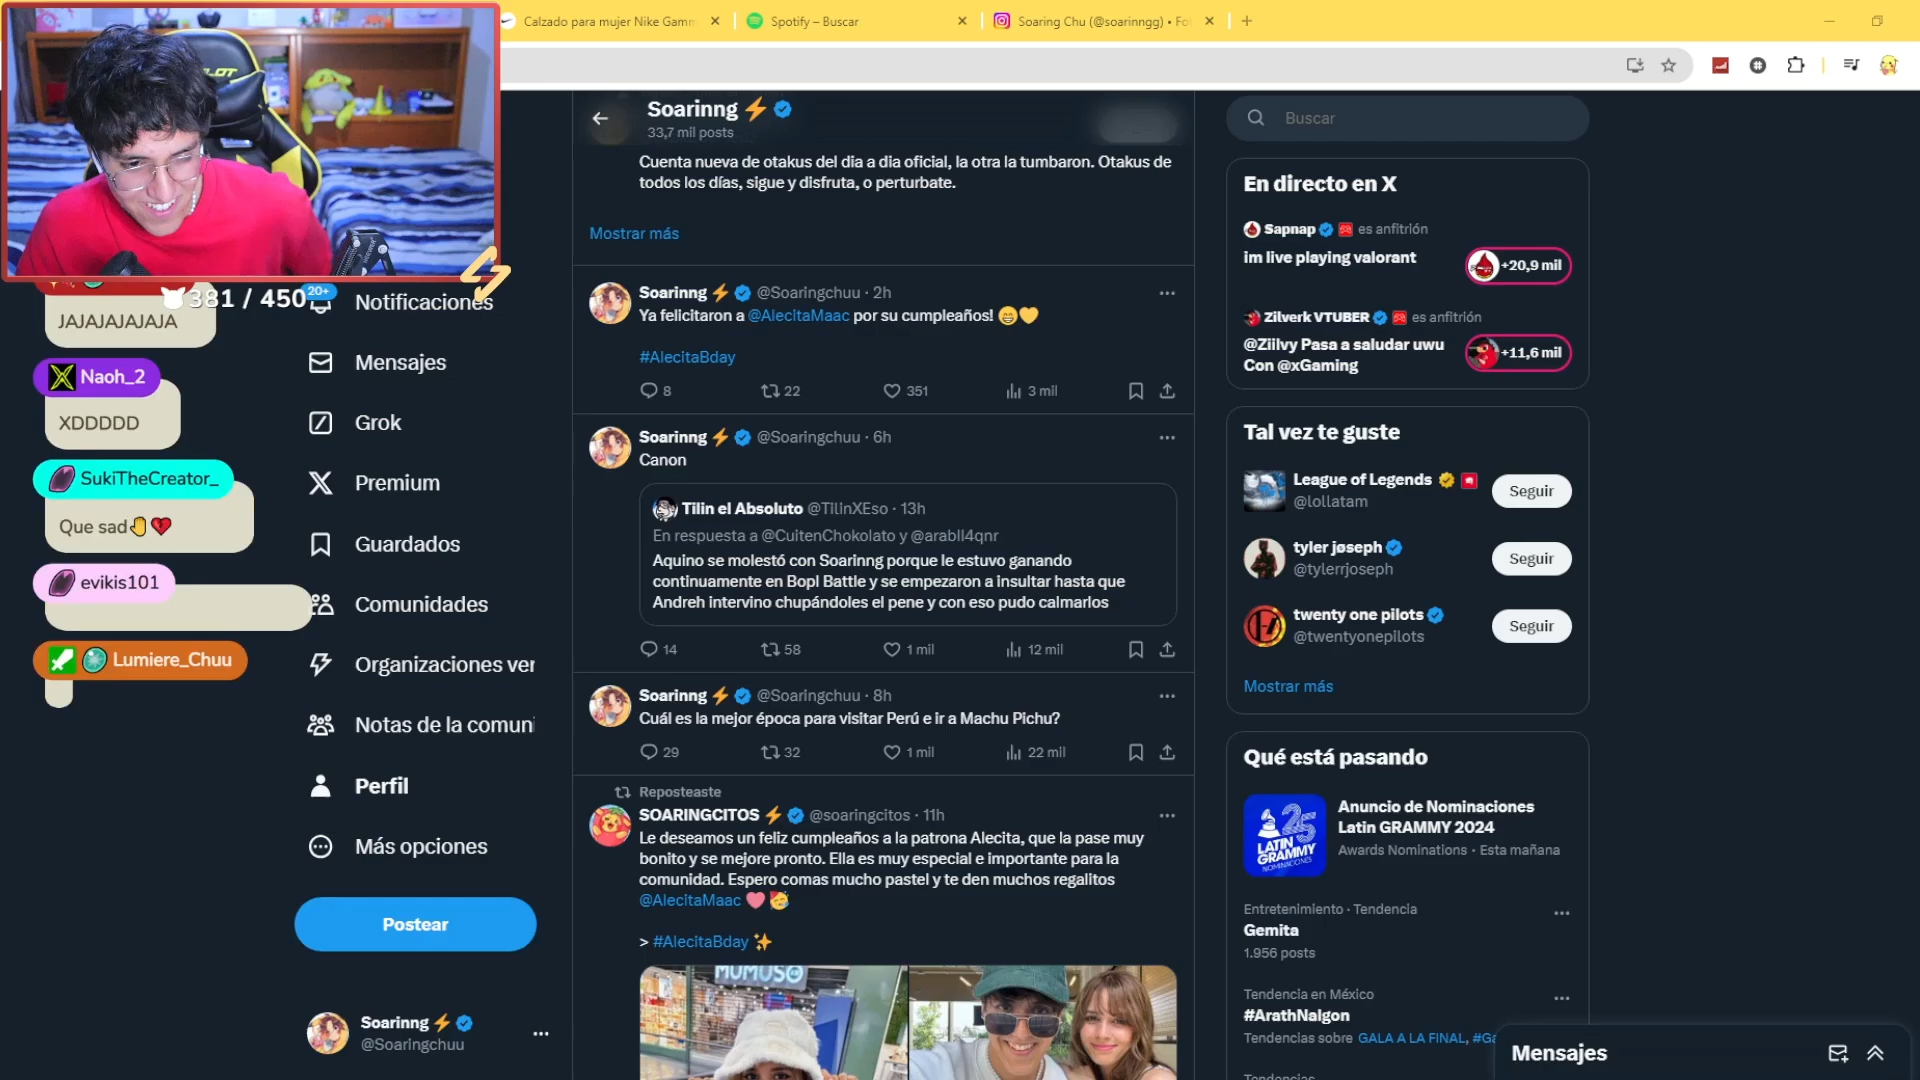 Calzado para mujer Nike Gamm
Spotify – Buscar
Soaring Chu (@soarinngg) • Fo
381 / 450
JAJAJAJAJAJA
Naoh_2
XDDDDD
SukiTheCreator_
Que sad🤚💔
evikis101
Lumiere_Chuu
20+
Notificaciones
Mensajes
Grok
Premium
Guardados
Comunidades
Organizaciones ver
Notas de la comuni
Perfil
Más opciones
Postear
Soarinng ⚡
@Soaringchuu
Soarinng ⚡
33,7 mil posts
Cuenta nueva de otakus del dia a dia oficial, la otra la tumbaron. Otakus de
todos los días, sigue y disfruta, o perturbate.
Mostrar más
Soarinng ⚡ @Soaringchuu · 2h
Ya felicitaron a @AlecitaMaac por su cumpleaños! 😁💛
#AlecitaBday
8 22 351 3 mil
Soarinng ⚡ @Soaringchuu · 6h
Canon
Tilin el Absoluto @TilinXEso · 13h
En respuesta a @CuitenChokolato y @arabll4qnr
Aquino se molestó con Soarinng porque le estuvo ganando
continuamente en Bopl Battle y se empezaron a insultar hasta que
Andreh intervino chupándoles el pene y con eso pudo calmarlos
14 58 1 mil 12 mil
Soarinng ⚡ @Soaringchuu · 8h
Cuál es la mejor época para visitar Perú e ir a Machu Pichu?
29 32 1 mil 22 mil
Reposteaste
SOARINGCITOS ⚡ @soaringcitos · 11h
Le deseamos un feliz cumpleaños a la patrona Alecita, que la pase muy
bonito y se mejore pronto. Ella es muy especial e importante para la
comunidad. Espero comas mucho pastel y te den muchos regalitos
@AlecitaMaac ❤️ 🥳
> #AlecitaBday ✨
MUMUSO
Buscar
En directo en X
Sapnap es anfitrión
im live playing valorant
+20,9 mil
Zilverk VTUBER es anfitrión
@Ziilvy Pasa a saludar uwu
Con @xGaming
+11,6 mil
Tal vez te guste
League of Legends
@lollatam
Seguir
tyler jøseph
@tylerrjoseph
Seguir
twenty one pilots
@twentyonepilots
Seguir
Mostrar más
Qué está pasando
25
LATIN
GRAMMY
NOMINACIONES
Anuncio de Nominaciones
Latin GRAMMY 2024
Awards Nominations · Esta mañana
Entretenimiento · Tendencia
Gemita
1.956 posts
Tendencia en México
#ArathNalgon
Tendencias sobre GALA A LA FINAL, #Ga
Tendencias
Mensajes